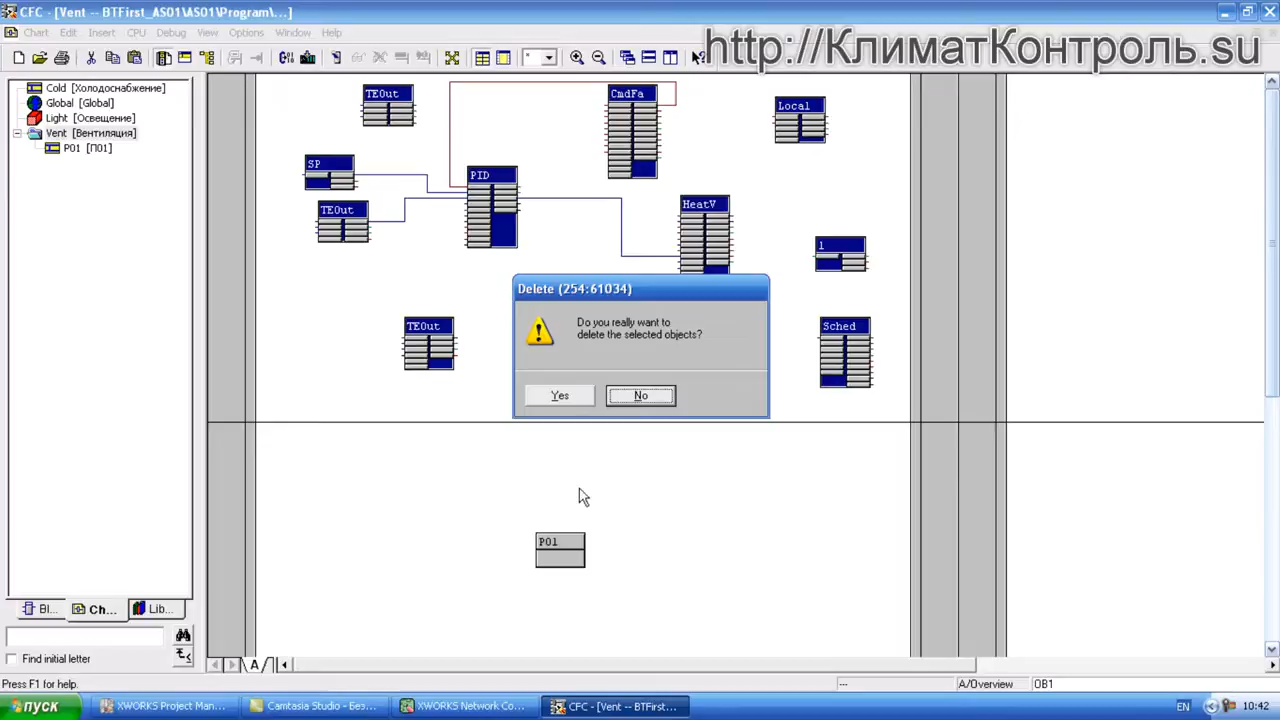 CFC - [Vent -- BTFirst_AS01\AS01\Program\...]
Chart Edit Insert CPU Debug View Options Window Help
http://КлиматКонтроль.su
*
Cold [Холодоснабжение]
Global [Global]
Light [Освещение]
Vent [Вентиляция]
P01 [П01]
TEOut
CmdFa
Local
SP
PID
TEOut
HeatV
1
TEOut
Sched
Delete (254:61034)
Do you really want to
delete the selected objects?
Yes
No
P01
Bl...
Ch...
Lib...
Find initial letter
A
Press F1 for help.
---
A/Overview
OB1
пуск
XWORKS Project Man...
Camtasia Studio - Без...
XWORKS Network Co...
CFC - [Vent -- BTFirst...
EN
10:42